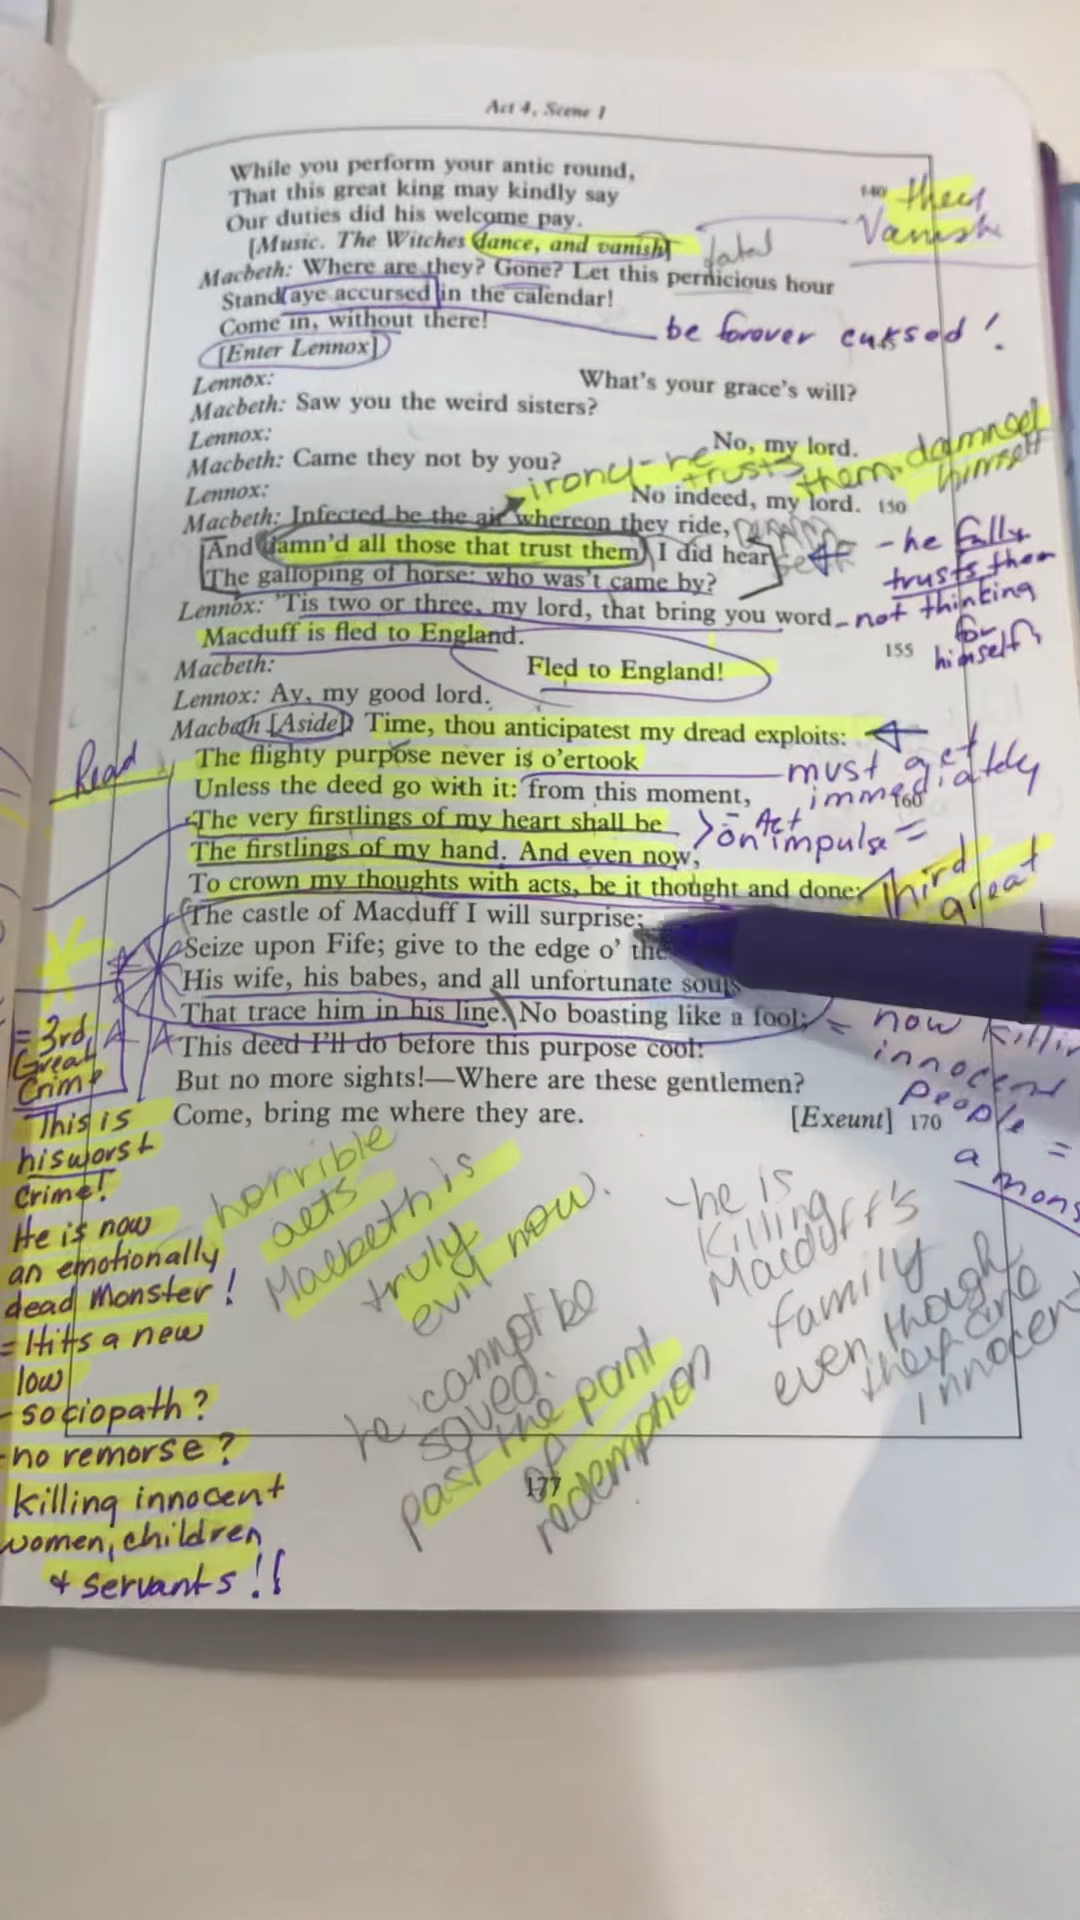 Act 4, Scene 1
While you perform your antic round,
That this great king may kindly say
140
Our duties did his welcome pay.
[Music. The Witches dance, and vanish]
they
Vanish
fatal
Macbeth: Where are they? Gone? Let this pernicious hour
Stand aye accursed in the calendar!
Come in, without there!
be forever cursed!
[Enter Lennox]
Lennox: What's your grace's will?
Macbeth: Saw you the weird sisters?
Lennox: No, my lord.
Macbeth: Came they not by you?
irony - he trusts them. damnself himself
Lennox: No indeed, my lord. 150
Macbeth: Infected be the air whereon they ride,
And damn'd all those that trust them! I did hear
The galloping of horse: who was't came by?
- he fully
trusts them
not thinking
for
himself
Lennox: 'Tis two or three, my lord, that bring you word
Macduff is fled to England.
155
Macbeth: Fled to England!
Lennox: Ay, my good lord.
Macbeth [Aside] Time, thou anticipatest my dread exploits:
The flighty purpose never is o'ertook
Read
must act
immediately
Unless the deed go with it: from this moment,
160
The very firstlings of my heart shall be
- Act
on impulse =
The firstlings of my hand. And even now,
To crown my thoughts with acts, be it thought and done:
Third
great
The castle of Macduff I will surprise;
Seize upon Fife; give to the edge o' the
His wife, his babes, and all unfortunate souls
That trace him in his line. No boasting like a fool;
This deed I'll do before this purpose cool:
But no more sights!—Where are these gentlemen?
Come, bring me where they are.
[Exeunt] 170
= now killin
innocent
people =
a mons
= 3rd
Great
Crime
This is
his worst
crime!
He is now
an emotionally
dead monster!
= Hits a new
low
- sociopath?
- no remorse?
killing innocent
women, children
+ servants!!
horrible
acts
Macbeth is
truly
evil now.
he cannot be
saved.
past the point
of
redemption
- he is
killing
Macduff's
family
even though
they are
innocent
177